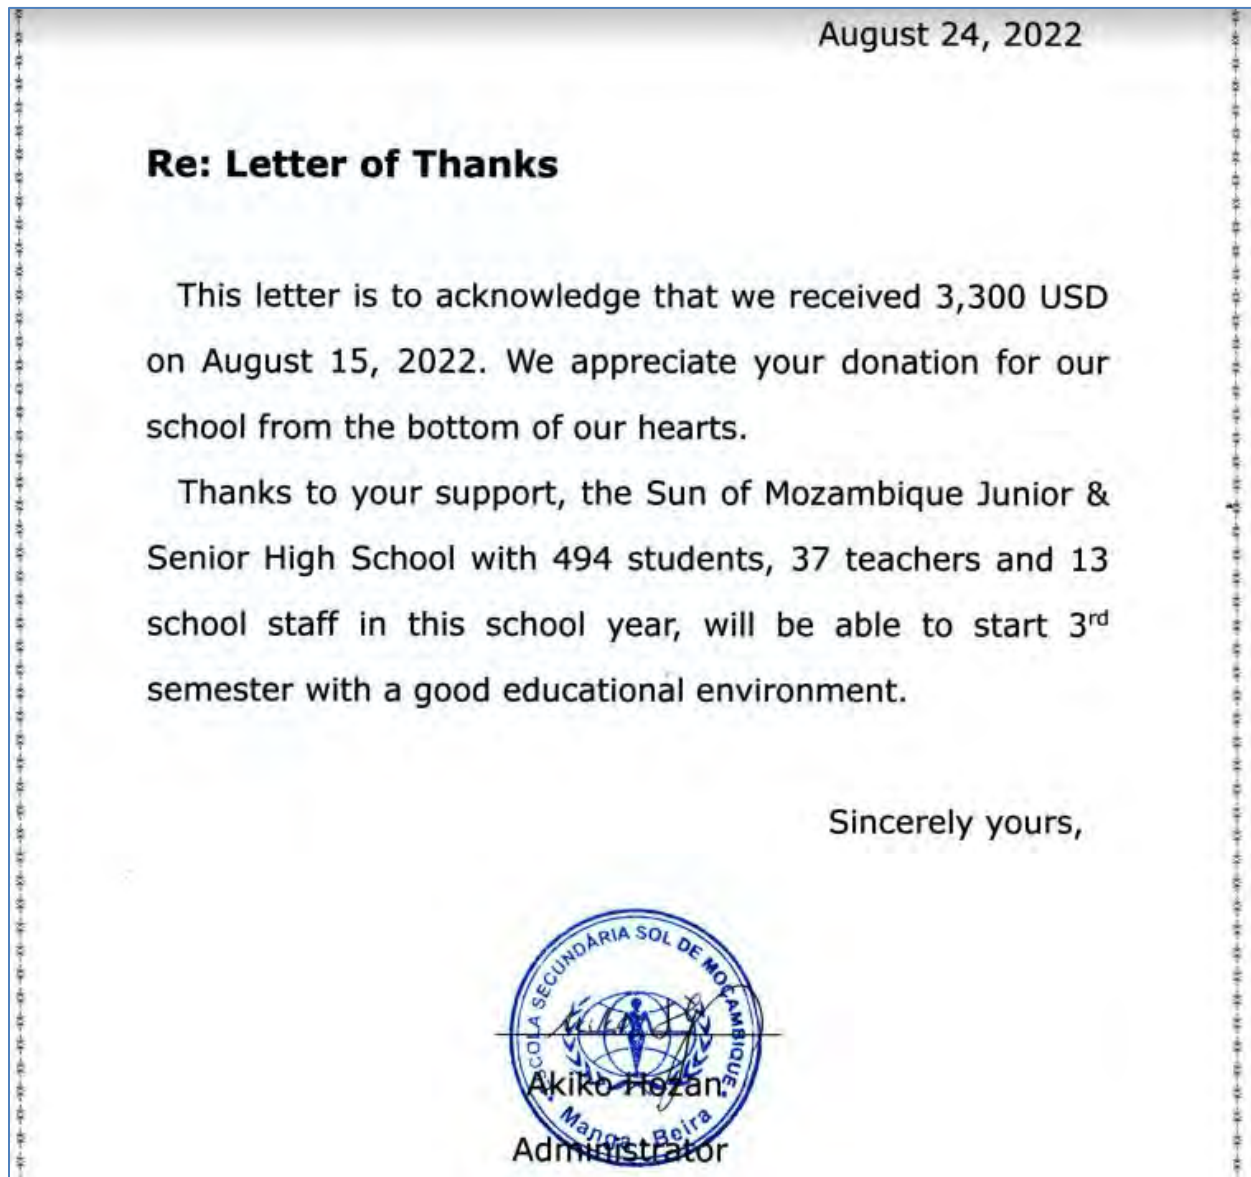 August 24, 2022
Re: Letter of Thanks
This letter is to acknowledge that we received 3,300 USD
on August 15, 2022. We appreciate your donation for our
school from the bottom of our hearts.
Thanks to your support, the Sun of Mozambique Junior &
Senior High School with 494 students, 37 teachers and 13
school staff in this school year, will be able to start 3rd
semester with a good educational environment.
Sincerely yours,
ESCOLA SECUNDÁRIA SOL DE MOÇAMBIQUE
Akiko Hozan
Manga - Beira
Administrator